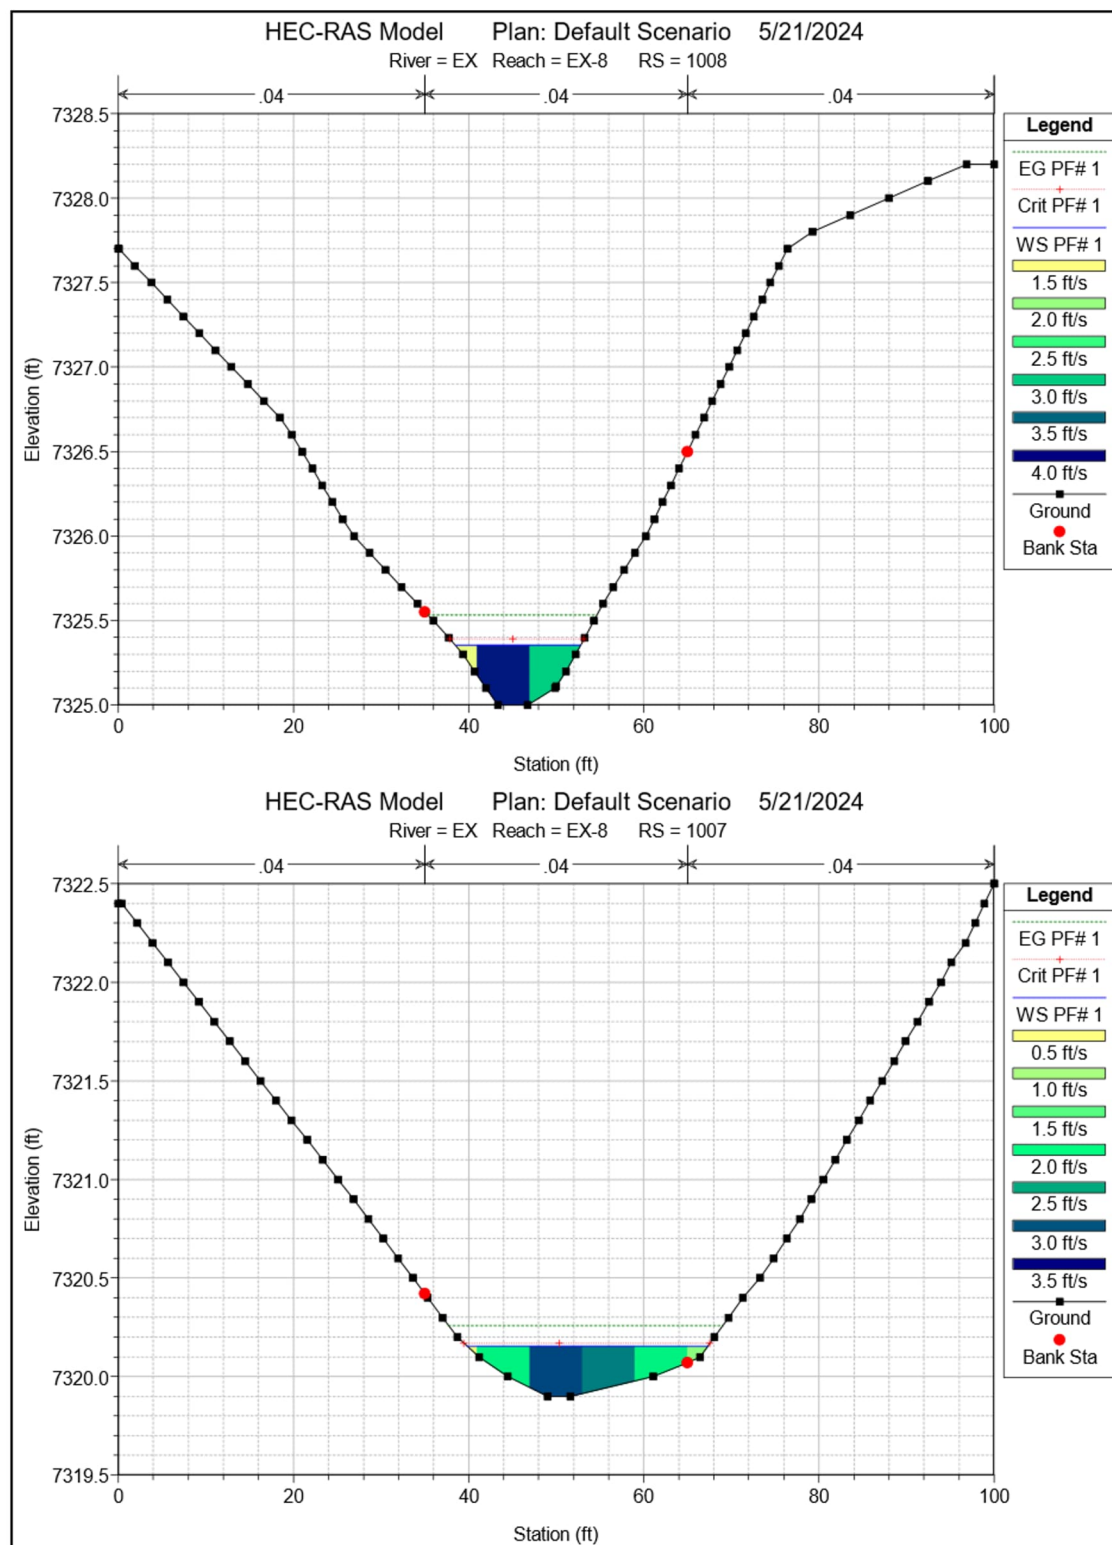 HEC-RAS Model Plan: Default Scenario 5/21/2024
River = EX Reach = EX-8 RS = 1008
.04 .04 .04
7328.5
7328.0
7327.5
7327.0
7326.5
7326.0
7325.5
7325.0
Elevation (ft)
0 20 40 60 80 100
Station (ft)
Legend
EG PF# 1
Crit PF# 1
WS PF# 1
1.5 ft/s
2.0 ft/s
2.5 ft/s
3.0 ft/s
3.5 ft/s
4.0 ft/s
Ground
Bank Sta
HEC-RAS Model Plan: Default Scenario 5/21/2024
River = EX Reach = EX-8 RS = 1007
.04 .04 .04
7322.5
7322.0
7321.5
7321.0
7320.5
7320.0
7319.5
Elevation (ft)
0 20 40 60 80 100
Station (ft)
Legend
EG PF# 1
Crit PF# 1
WS PF# 1
0.5 ft/s
1.0 ft/s
1.5 ft/s
2.0 ft/s
2.5 ft/s
3.0 ft/s
3.5 ft/s
Ground
Bank Sta